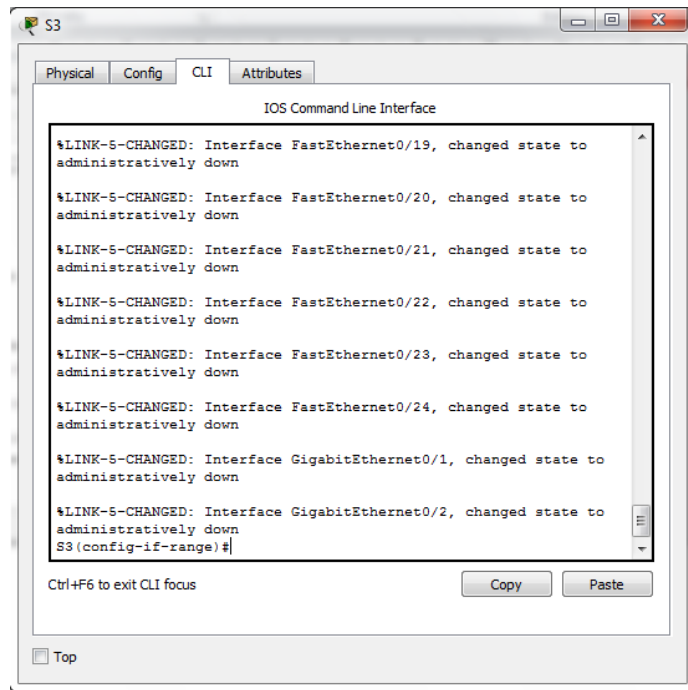 S3
Physical Config CLI Attributes
IOS Command Line Interface
%LINK-5-CHANGED: Interface FastEthernet0/19, changed state to
administratively down
%LINK-5-CHANGED: Interface FastEthernet0/20, changed state to
administratively down
%LINK-5-CHANGED: Interface FastEthernet0/21, changed state to
administratively down
%LINK-5-CHANGED: Interface FastEthernet0/22, changed state to
administratively down
%LINK-5-CHANGED: Interface FastEthernet0/23, changed state to
administratively down
%LINK-5-CHANGED: Interface FastEthernet0/24, changed state to
administratively down
%LINK-5-CHANGED: Interface GigabitEthernet0/1, changed state to
administratively down
%LINK-5-CHANGED: Interface GigabitEthernet0/2, changed state to
administratively down
S3(config-if-range)#
Ctrl+F6 to exit CLI focus Copy Paste
Top